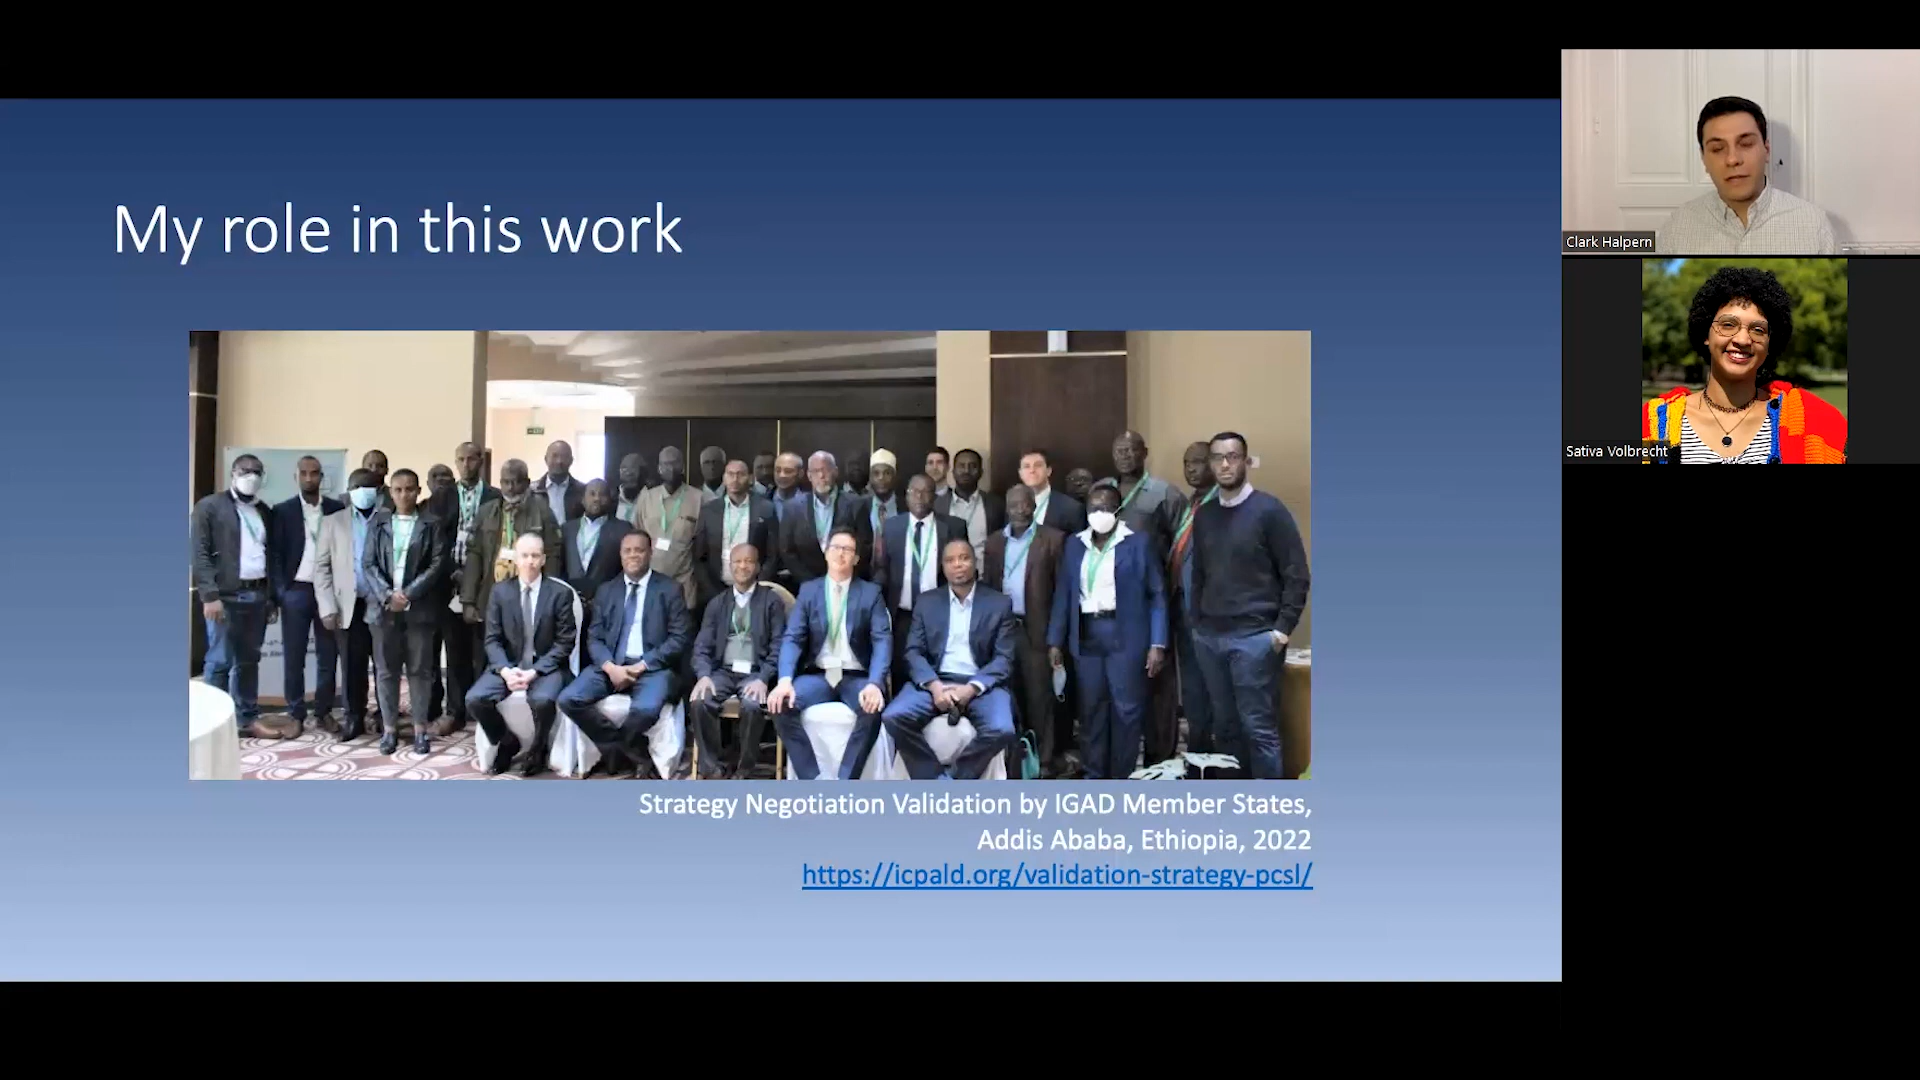 My role in this work
Strategy Negotiation Validation by IGAD Member States,
Addis Ababa, Ethiopia, 2022
https://icpald.org/validation-strategy-pcsl/
Clark Halpern
Sativa Volbrecht